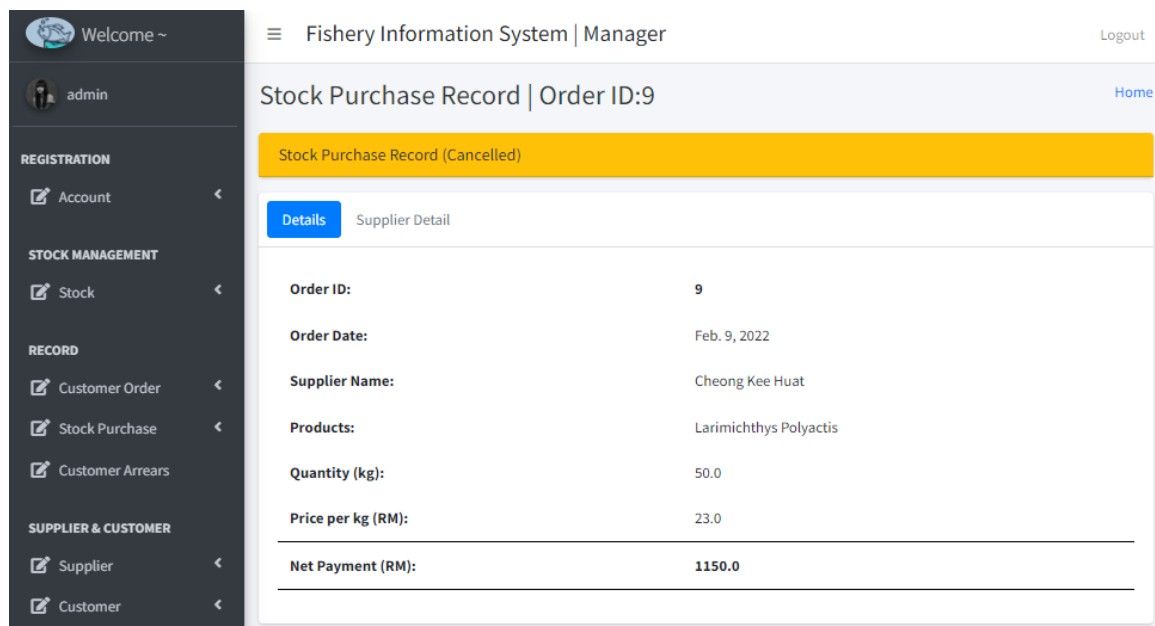 Welcome ~
admin
REGISTRATION
Account
STOCK MANAGEMENT
Stock
RECORD
Customer Order
Stock Purchase
Customer Arrears
SUPPLIER & CUSTOMER
Supplier
Customer
Fishery Information System | Manager
Logout
Stock Purchase Record | Order ID:9
Home
Stock Purchase Record (Cancelled)
Details Supplier Detail
Order ID: 9
Order Date: Feb. 9, 2022
Supplier Name: Cheong Kee Huat
Products: Larimichthys Polyactis
Quantity (kg): 50.0
Price per kg (RM): 23.0
Net Payment (RM): 1150.0